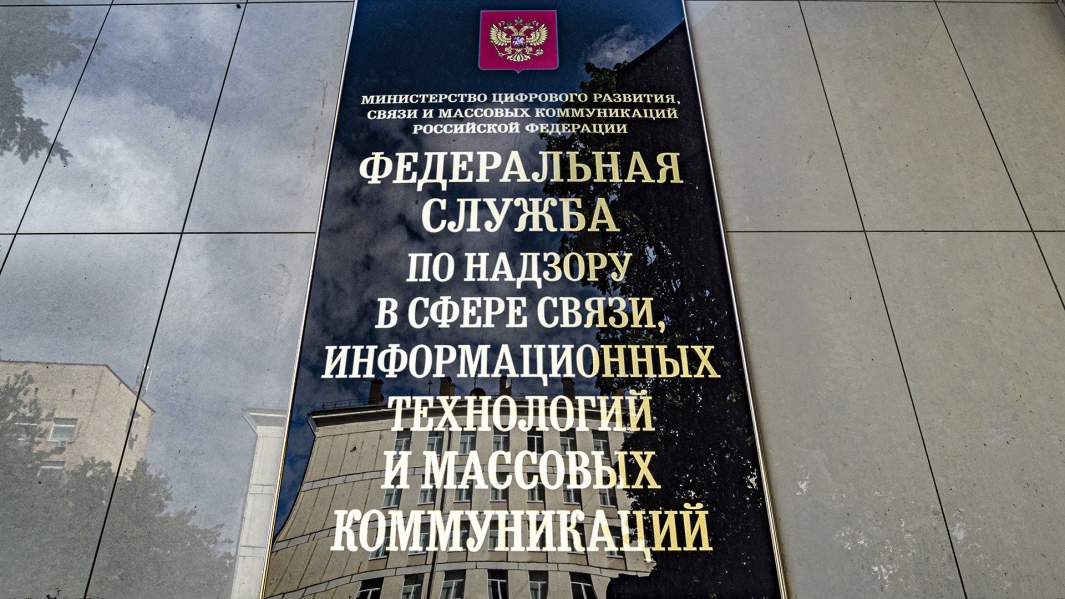 МИНИСТЕРСТВО ЦИФРОВОГО РАЗВИТИЯ,
СВЯЗИ И МАССОВЫХ КОММУНИКАЦИЙ
РОССИЙСКОЙ ФЕДЕРАЦИИ
ФЕДЕРАЛЬНАЯ
СЛУЖБА
ПО НАДЗОРУ
В СФЕРЕ СВЯЗИ,
ИНФОРМАЦИОННЫХ
ТЕХНОЛОГИЙ
И МАССОВЫХ
КОММУНИКАЦИЙ